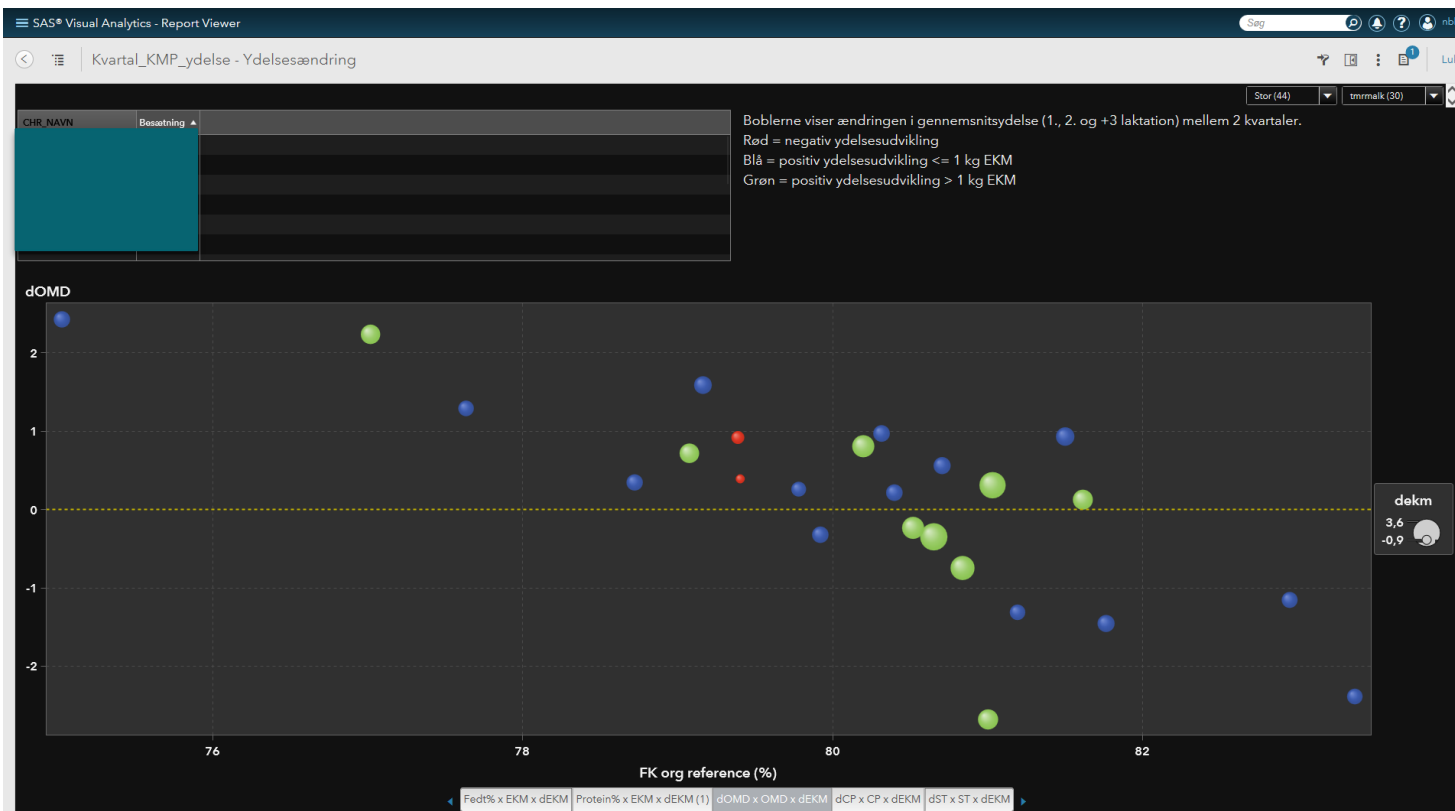 SAS® Visual Analytics - Report Viewer
Søg
Kvartal_KMP_ydelse - Ydelsesændring
1
Stor (44)
tmrmalk (30)
CHR_NAVN
Besætning
Boblerne viser ændringen i gennemsnitsydelse (1., 2. og +3 laktation) mellem 2 kvartaler.
Rød = negativ ydelsesudvikling
Blå = positiv ydelsesudvikling <= 1 kg EKM
Grøn = positiv ydelsesudvikling > 1 kg EKM
dOMD
2
1
0
-1
-2
76
78
80
82
FK org reference (%)
dekm
3,6
-0,9
Fedt% x EKM x dEKM
Protein% x EKM x dEKM (1)
dOMD x OMD x dEKM
dCP x CP x dEKM
dST x ST x dEKM